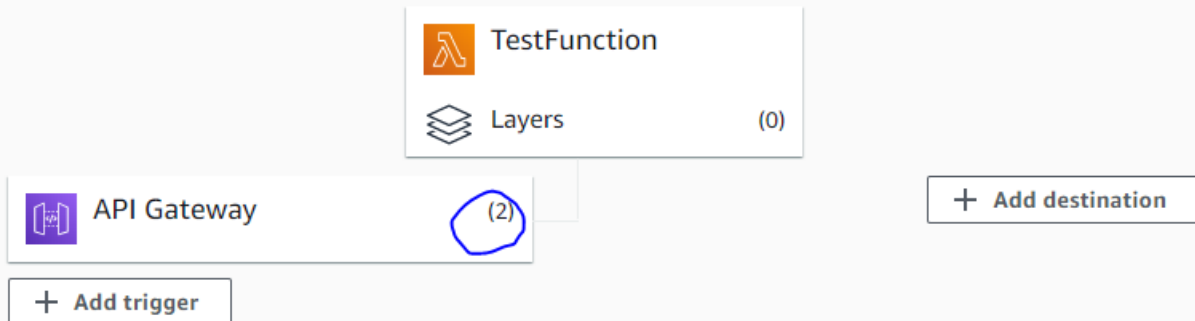 TestFunction
Layers (0)
API Gateway (2)
+ Add destination
+ Add trigger